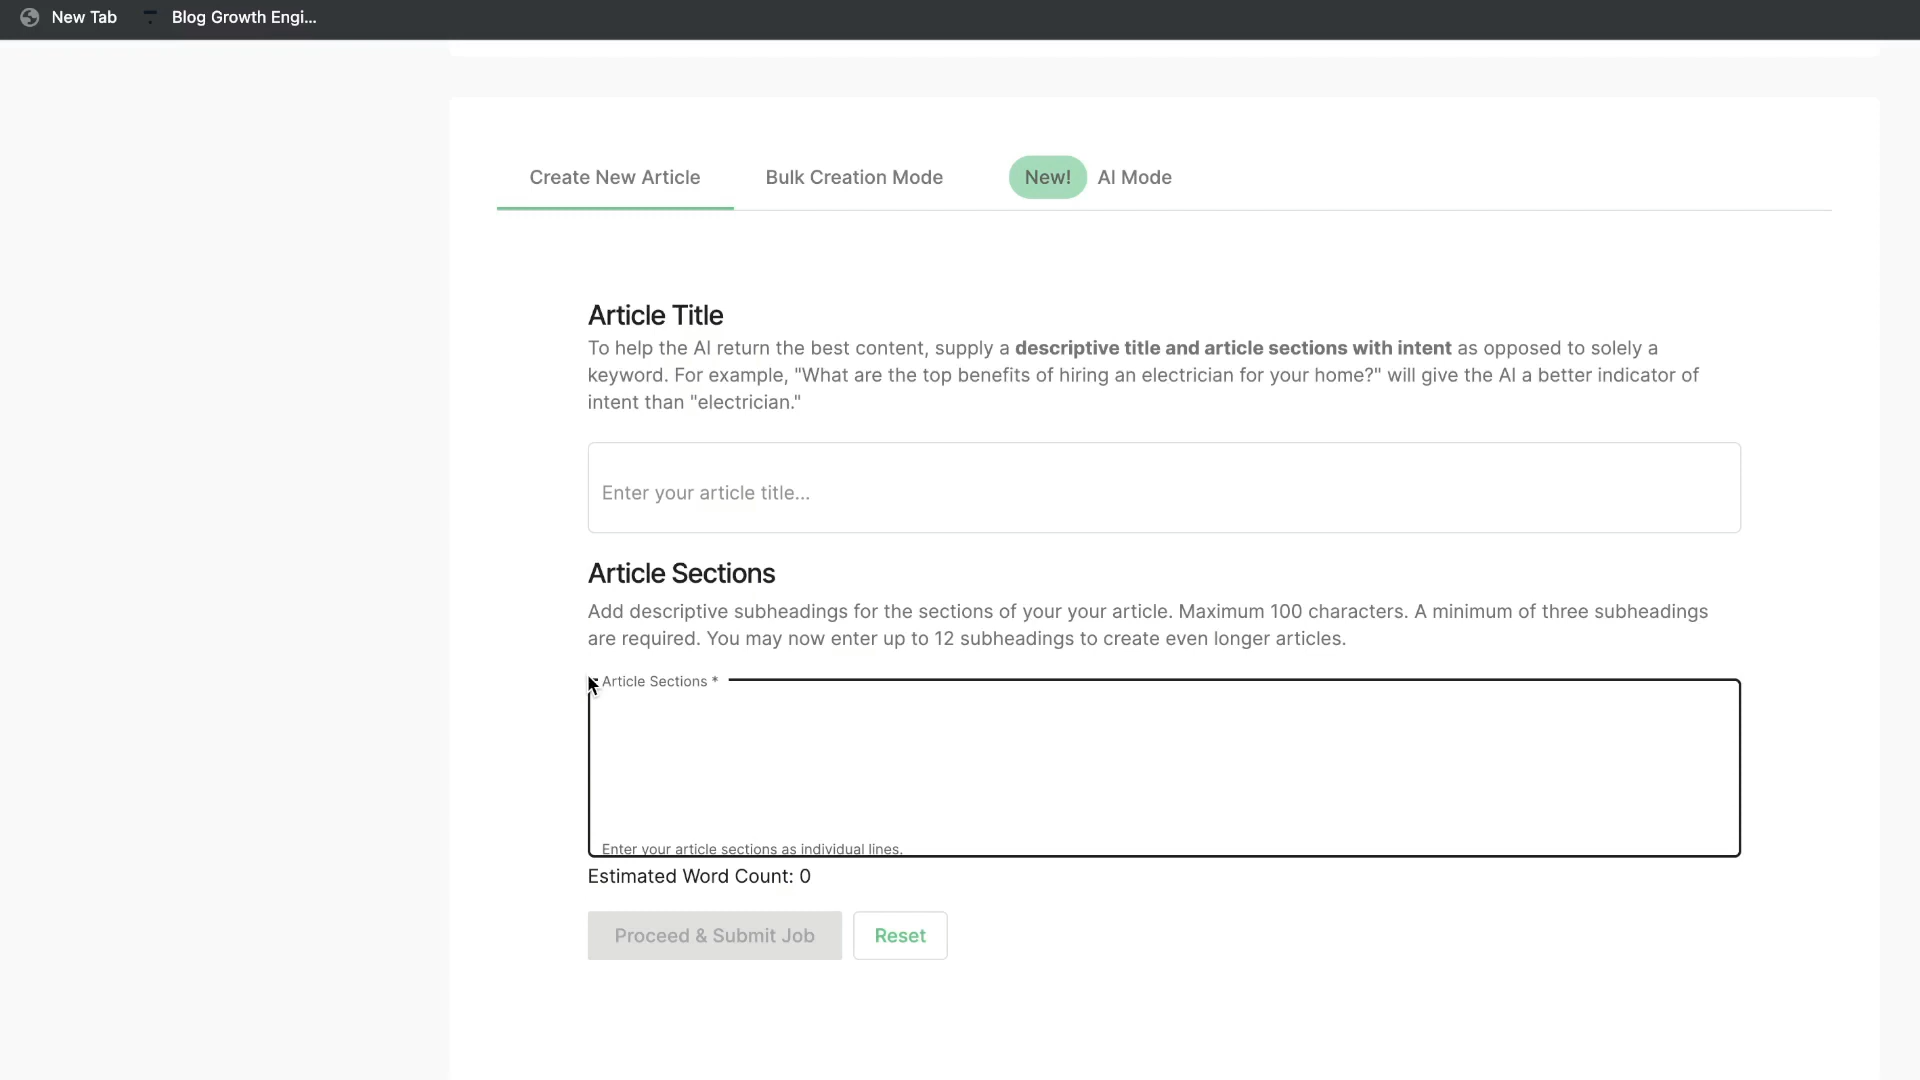 New Tab
Blog Growth Engi...
Create New Article
Bulk Creation Mode
New! AI Mode
Article Title
To help the AI return the best content, supply a descriptive title and article sections with intent as opposed to solely a
keyword. For example, "What are the top benefits of hiring an electrician for your home?" will give the AI a better indicator of
intent than "electrician."
Enter your article title...
Article Sections
Add descriptive subheadings for the sections of your your article. Maximum 100 characters. A minimum of three subheadings
are required. You may now enter up to 12 subheadings to create even longer articles.
Article Sections *
Enter your article sections as individual lines.
Estimated Word Count: 0
Proceed & Submit Job
Reset